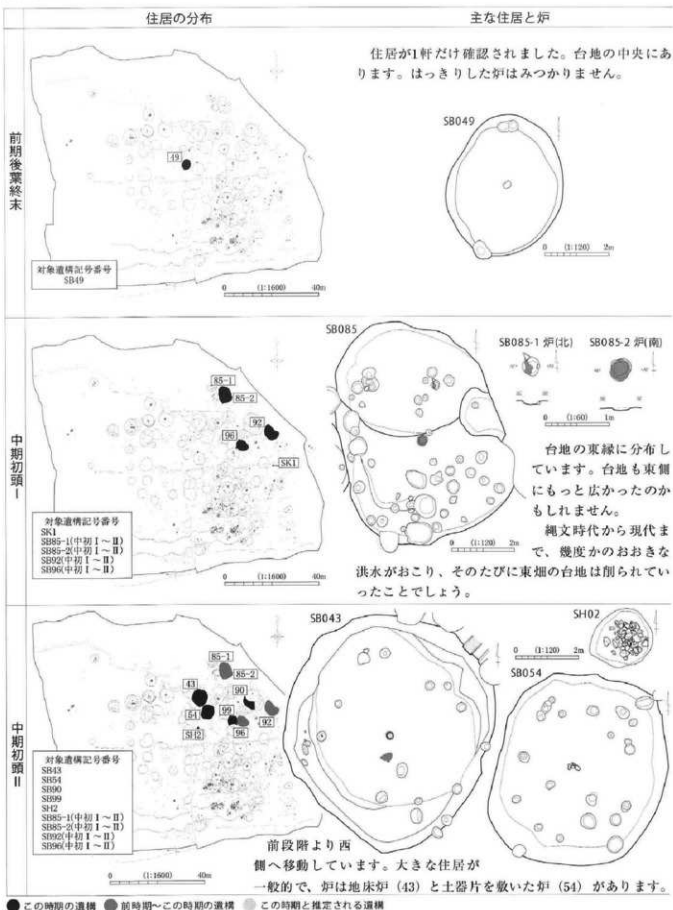 住居の分布
主な住居と炉
前期後葉終末
49
対象遺構記号番号
SB49
0 (1:1600) 40m
住居が1軒だけ確認されました。台地の中央にあ
ります。はっきりした炉はみつかりません。
SB049
0 (1:120) 2m
中期初頭Ⅰ
85-1
85-2
92
96
SK1
対象遺構記号番号
SK1
SB85-1(中初Ⅰ～Ⅱ)
SB85-2(中初Ⅰ～Ⅱ)
SB92(中初Ⅰ～Ⅱ)
SB96(中初Ⅰ～Ⅱ)
0 (1:1600) 40m
SB085
SB085-1 炉(北)
SB085-2 炉(南)
0 (1:60) 1m
0 (1:120) 2m
台地の東縁に分布し
ています。台地も東側
にもっと広かったのか
もしれません。
縄文時代から現代ま
で、幾度かのおおきな
洪水がおこり、そのたびに東畑の台地は削られてい
ったことでしょう。
中期初頭Ⅱ
85-1
85-2
43
90
54
99
92
SH2
96
対象遺構記号番号
SB43
SB54
SB90
SB99
SH2
SB85-1(中初Ⅰ～Ⅱ)
SB85-2(中初Ⅰ～Ⅱ)
SB92(中初Ⅰ～Ⅱ)
SB96(中初Ⅰ～Ⅱ)
0 (1:1600) 40m
SB043
SH02
0 (1:120) 2m
SB054
前段階より西
側へ移動しています。大きな住居が
一般的で、炉は地床炉（43）と土器片を敷いた炉（54）があります。
この時期の遺構
前時期～この時期の遺構
この時期と推定される遺構